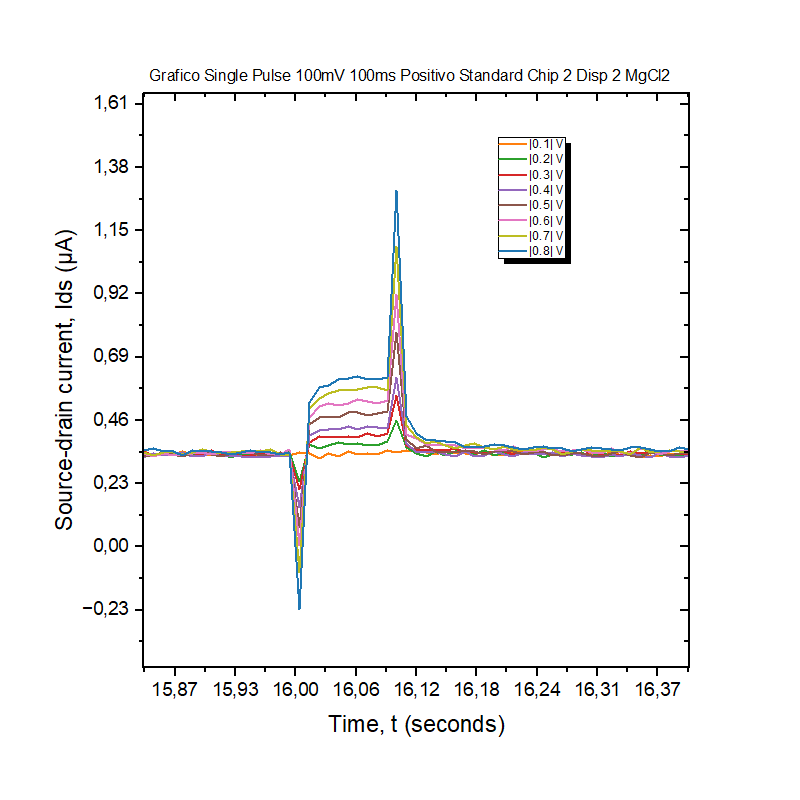 Grafico Single Pulse 100mV 100ms Positivo Standard Chip 2 Disp 2 MgCl2
1,61
1,38
1,15
0,92
0,69
0,46
0,23
0,00
−0,23
Source-drain current, Ids (µA)
|0.1| V
|0.2| V
|0.3| V
|0.4| V
|0.5| V
|0.6| V
|0.7| V
|0.8| V
15,87 15,93 16,00 16,06 16,12 16,18 16,24 16,31 16,37
Time, t (seconds)